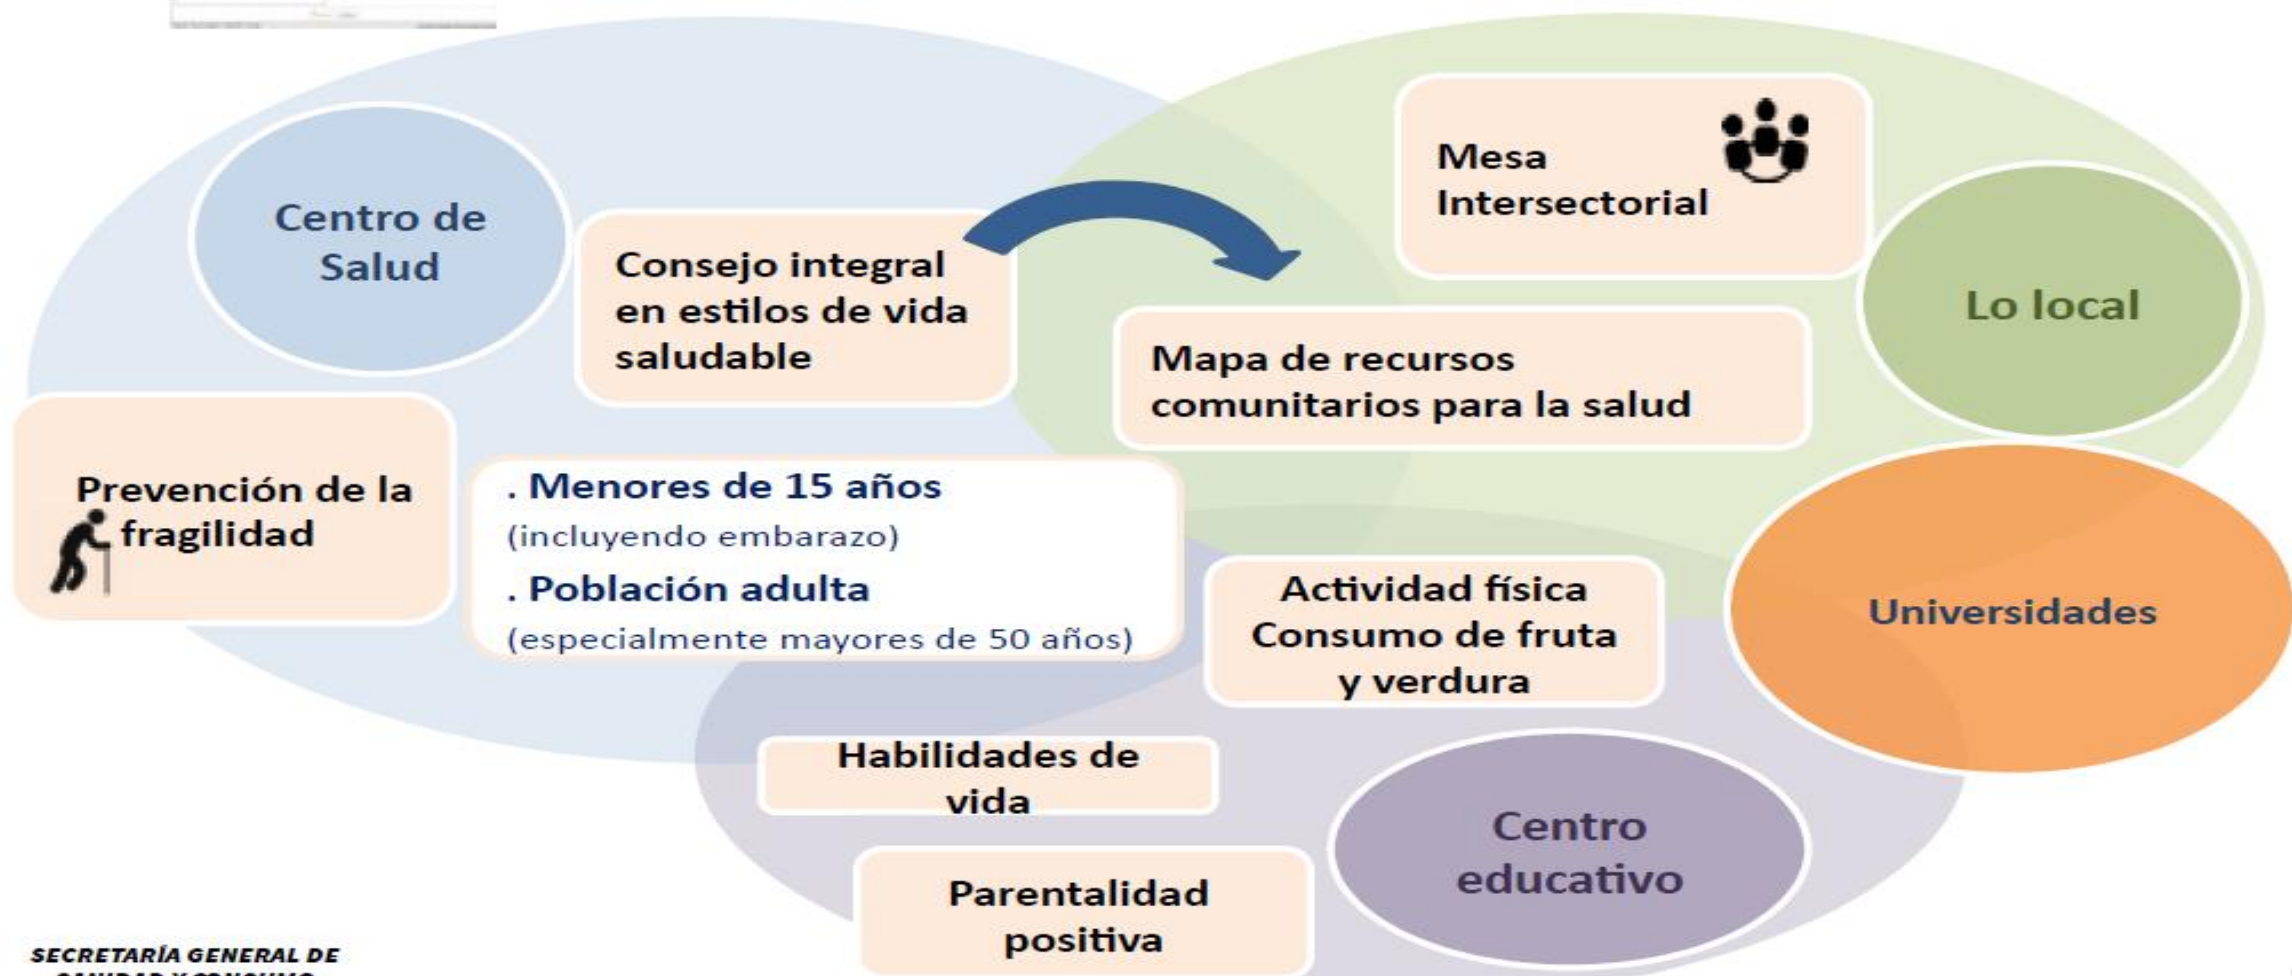 Centro de
Salud
Consejo integral
en estilos de vida
saludable
Mesa
Intersectorial
Lo local
Mapa de recursos
comunitarios para la salud
Prevención de la
fragilidad
. Menores de 15 años
(incluyendo embarazo)
. Población adulta
(especialmente mayores de 50 años)
Actividad física
Consumo de fruta
y verdura
Universidades
Habilidades de
vida
Centro
educativo
Parentalidad
positiva
SECRETARÍA GENERAL DE
SANIDAD Y CONSUMO